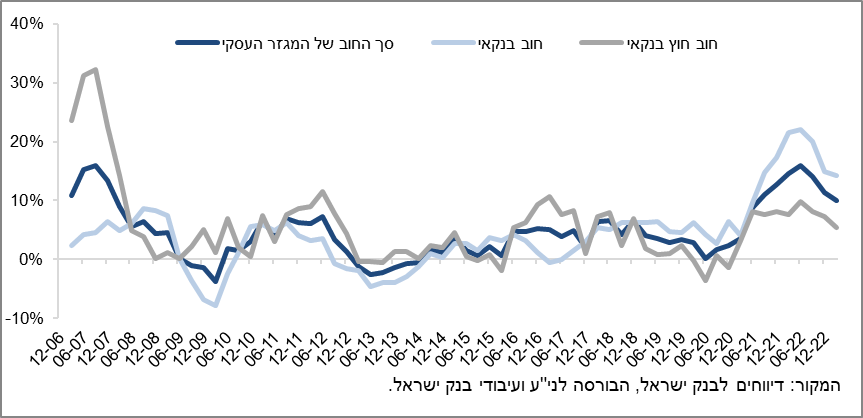 40%
סך החוב של המגזר העסקי חוב בנקאי חוב חוץ בנקאי
30%
20%
10%
0%
-10%
12-06 06-07 12-07 06-08 12-08 06-09 12-09 06-10 12-10 06-11 12-11 06-12 12-12 06-13 12-13 06-14 12-14 06-15 12-15 06-16 12-16 06-17 12-17 06-18 12-18 06-19 12-19 06-20 12-20 06-21 12-21 06-22 12-22
המקור: דיווחים לבנק ישראל, הבורסה לני"ע ועיבודי בנק ישראל.